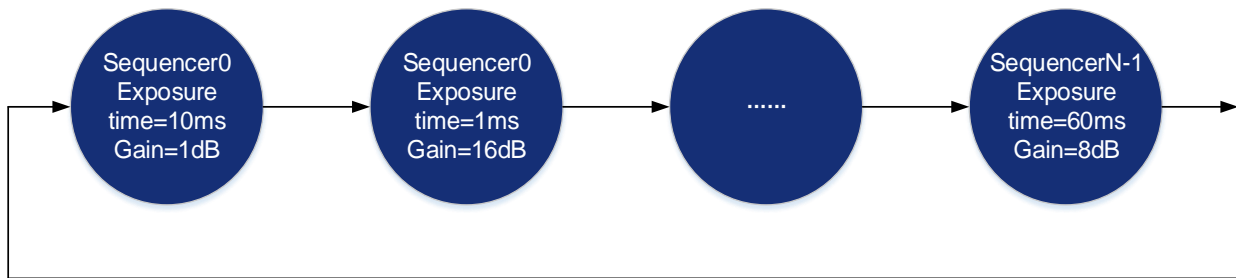 Sequencer0
Exposure
time=10ms
Gain=1dB
Sequencer0
Exposure
time=1ms
Gain=16dB
......
SequencerN-1
Exposure
time=60ms
Gain=8dB